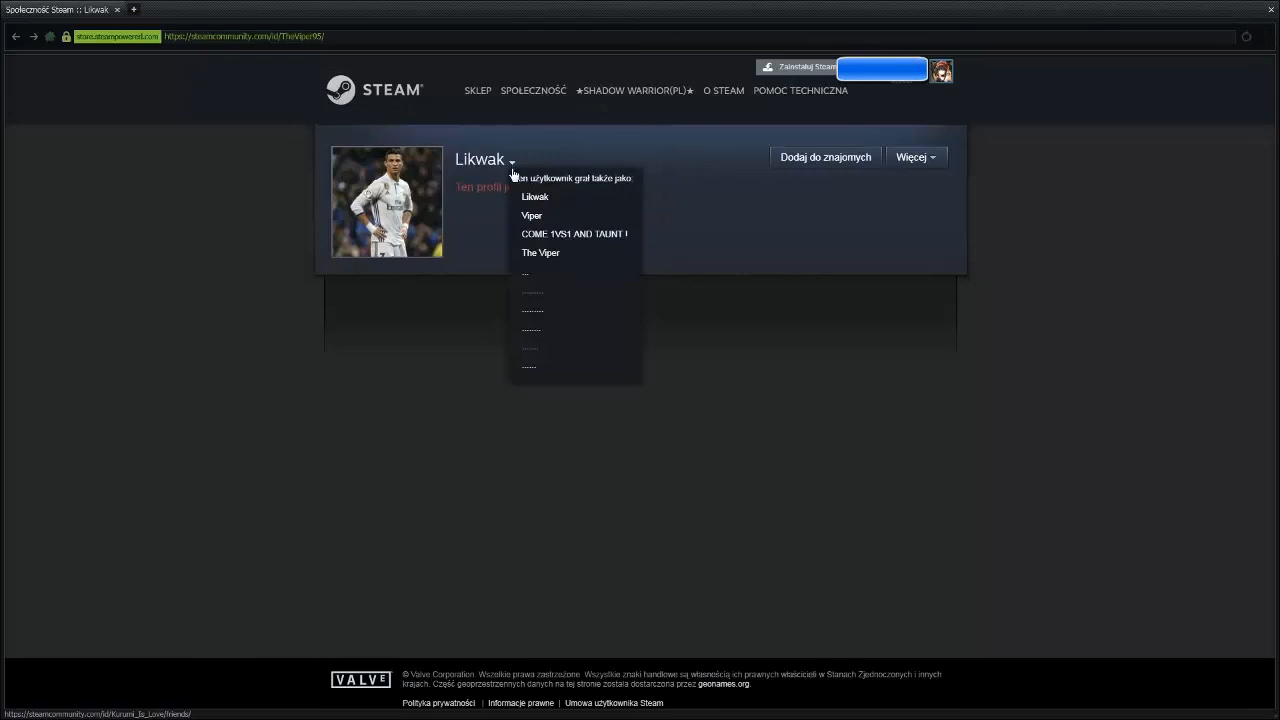 Społeczność Steam :: Likwak
store.steampowered.com https://steamcommunity.com/id/TheViper95/
Zainstaluj Steam
STEAM®
SKLEP SPOŁECZNOŚĆ ★SHADOW WARRIOR(PL)★ O STEAM POMOC TECHNICZNA
Likwak
Dodaj do znajomych Więcej
Ten profil
en użytkownik grał także jako:
Likwak
Viper
COME 1VS1 AND TAUNT !
The Viper
...
.........
.........
........
.......
......
VALVE
© Valve Corporation. Wszelkie prawa zastrzeżone. Wszystkie znaki handlowe są własnością ich prawnych właścicieli w Stanach Zjednoczonych i innych
krajach. Część geoprzestrzennych danych na tej stronie została dostarczona przez geonames.org.
Polityka prywatności | Informacje prawne | Umowa użytkownika Steam
https://steamcommunity.com/id/Kurumi_Is_Love/friends/